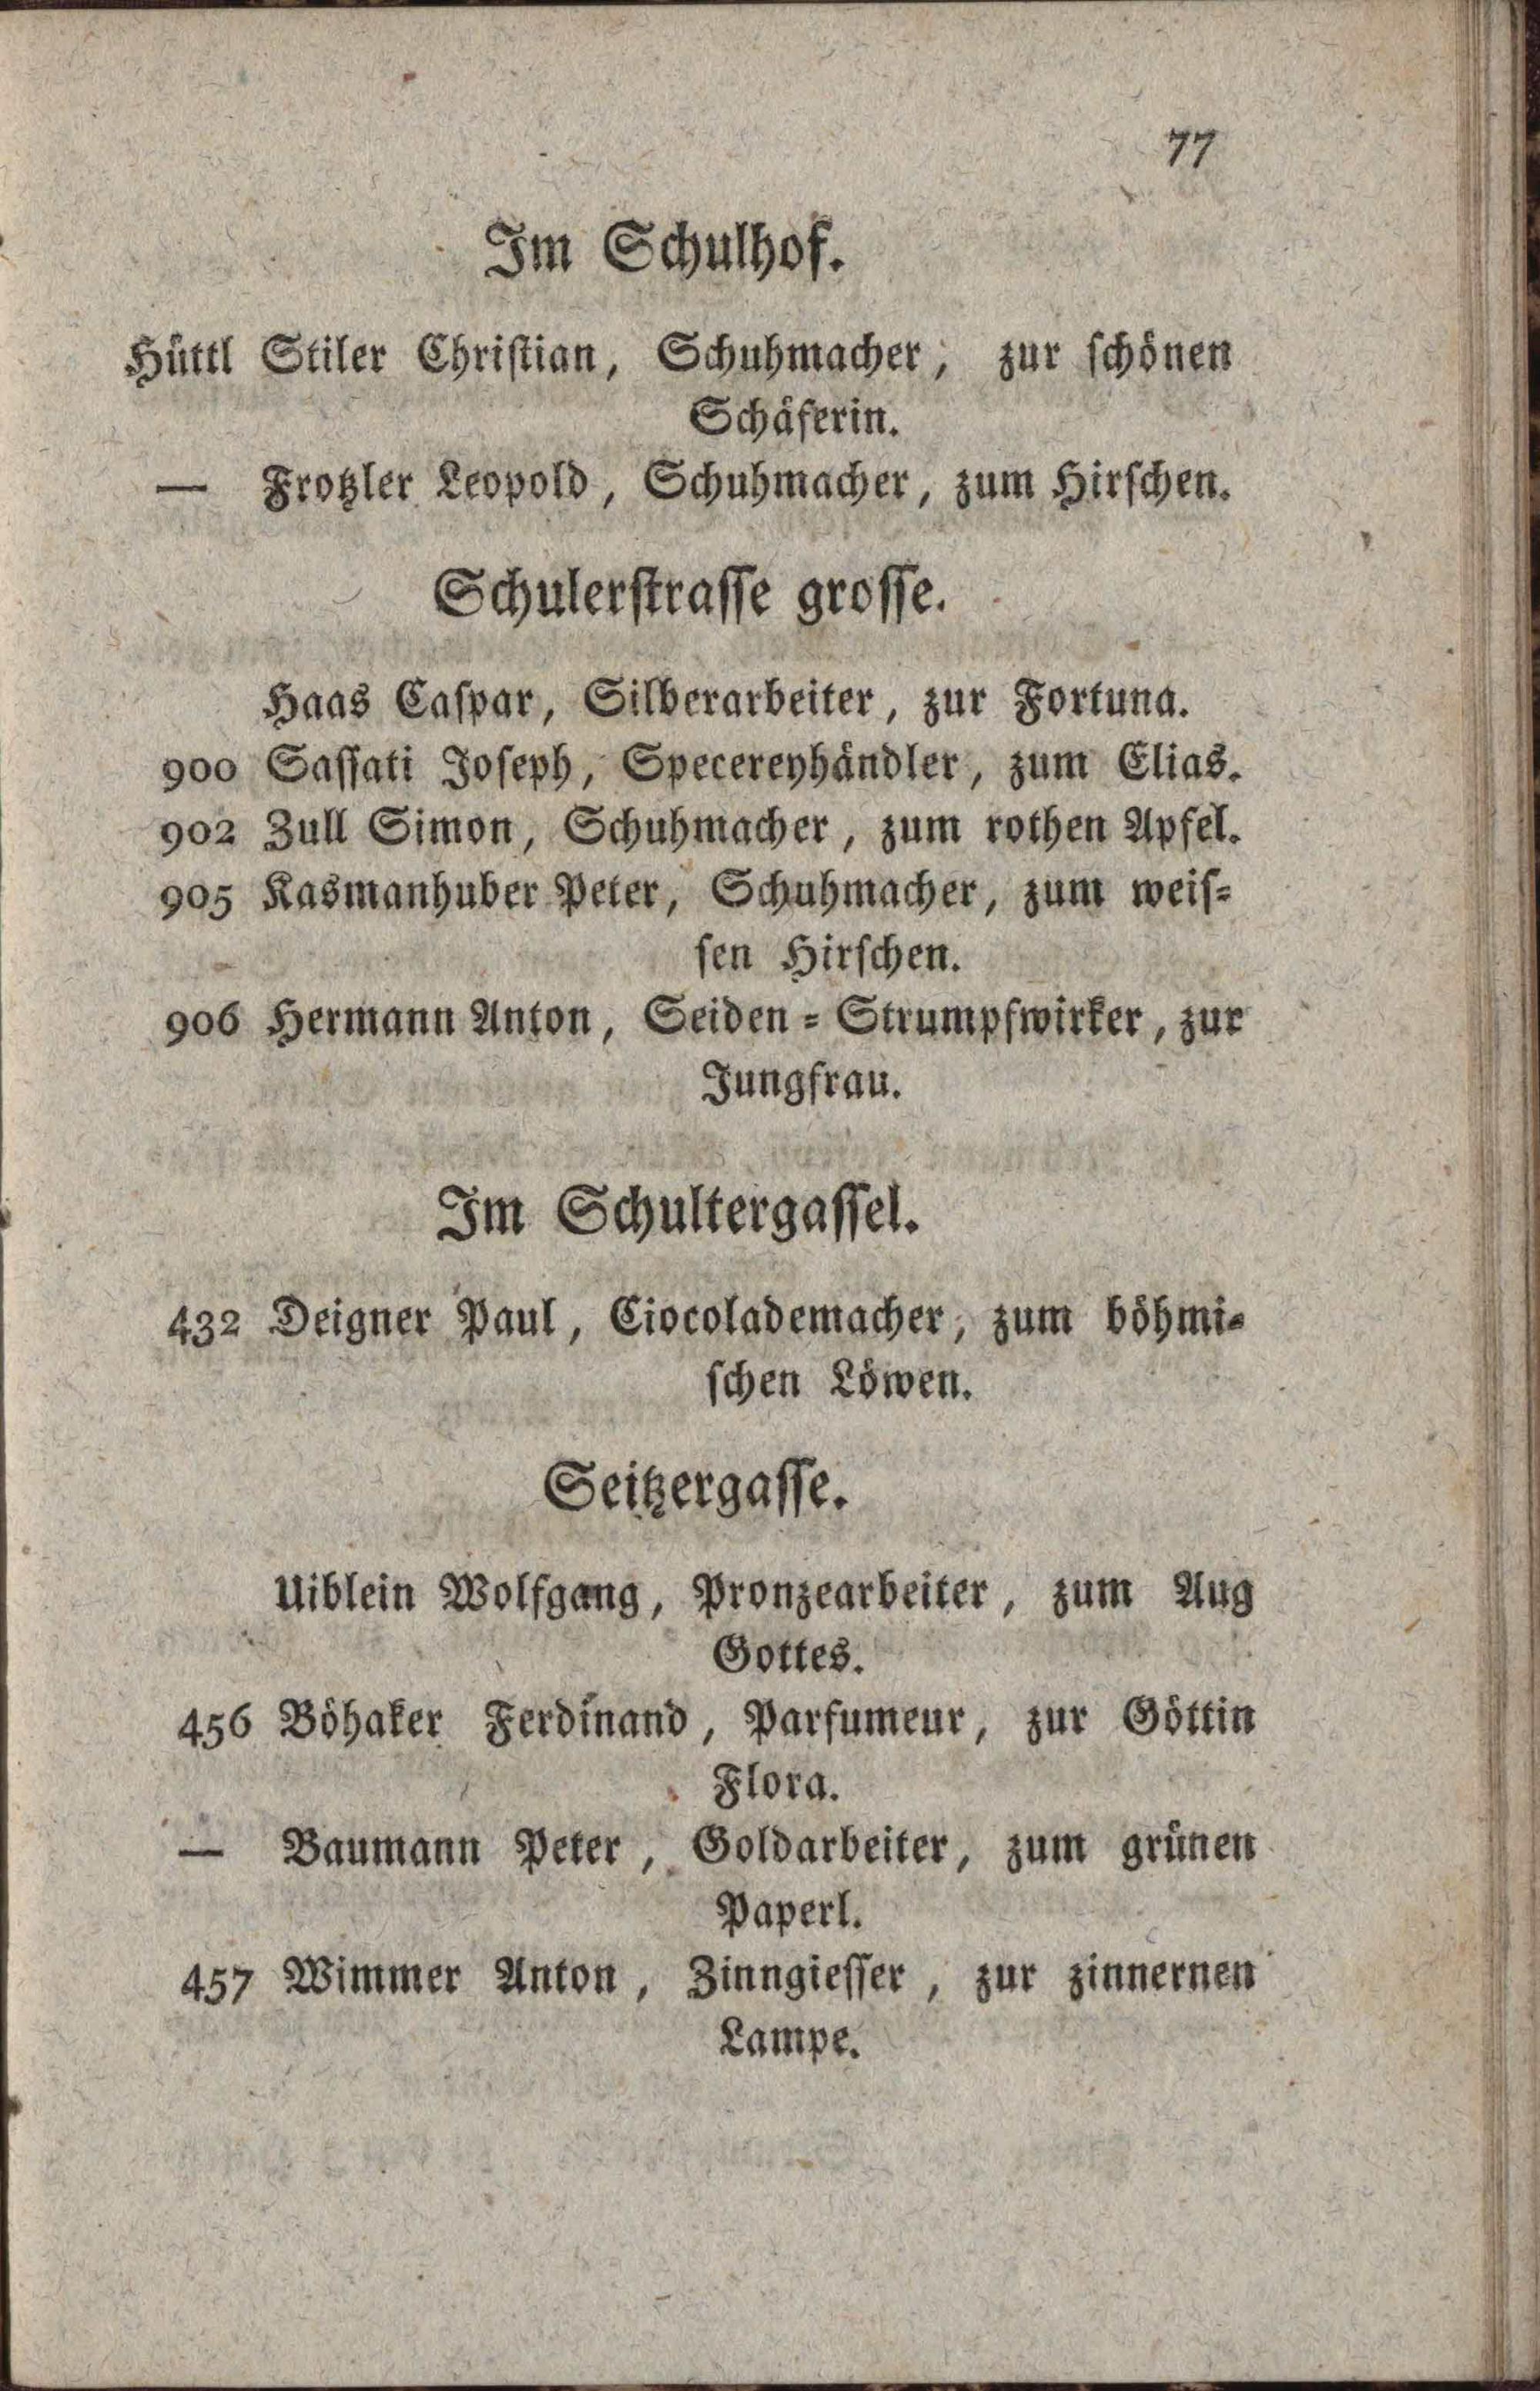 77
Im Schulhof.
Hüttl Stiler Christian, Schuhmacher, zur schönen
Schäferin.
— Frotzler Leopold, Schuhmacher, zum Hirschen.
Schulerstrasse grosse.
Haas Caspar, Silberarbeiter, zur Fortuna.
900 Sassati Joseph, Specereyhändler, zum Elias.
902 Zull Simon, Schuhmacher, zum rothen Apfel.
905 Kasmanhuber Peter, Schuhmacher, zum weis-
sen Hirschen.
906 Hermann Anton, Seiden-Strumpfwirker, zur
Jungfrau.
Im Schultergassel.
432 Deigner Paul, Ciocolademacher, zum böhmi-
schen Löwen.
Seitzergasse.
Uiblein Wolfgang, Pronzearbeiter, zum Aug
Gottes.
456 Böhaker Ferdinand, Parfumeur, zur Göttin
Flora.
— Baumann Peter, Goldarbeiter, zum grünen
Paperl.
457 Wimmer Anton, Zinngiesser, zur zinnernen
Lampe.